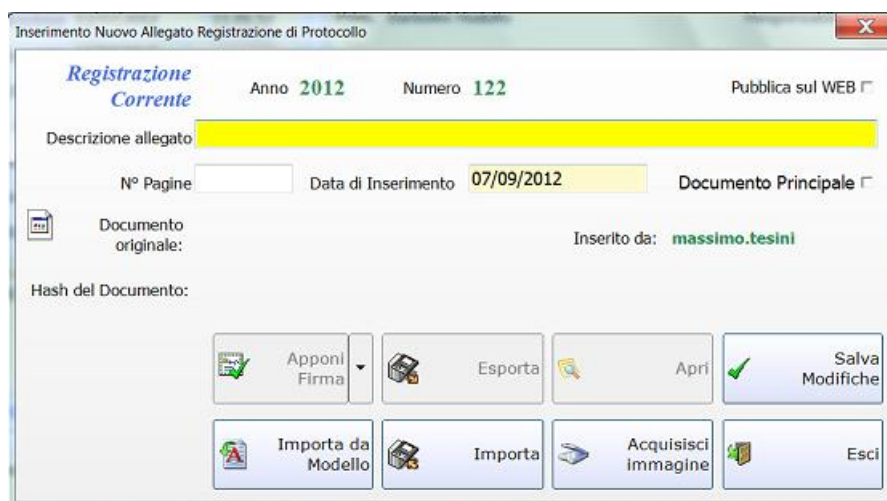 Inserimento Nuovo Allegato Registrazione di Protocollo
Registrazione Corrente
Anno 2012 Numero 122 Pubblica sul WEB
Descrizione allegato
N° Pagine Data di Inserimento 07/09/2012 Documento Principale
Documento originale:
Inserito da: massimo.tesini
Hash del Documento:
Apponi Firma
Esporta
Apri
Salva Modifiche
Importa da Modello
Importa
Acquisisci immagine
Esci